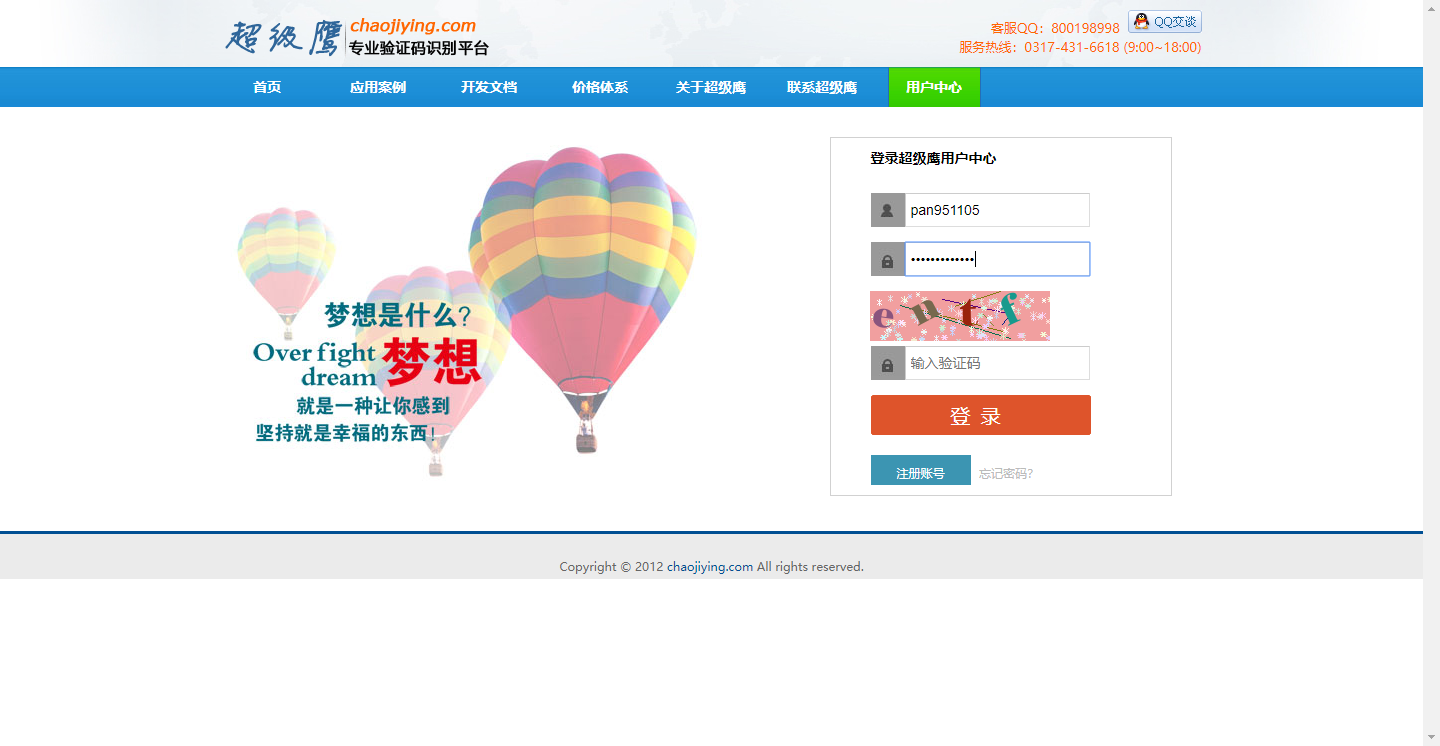 超级鹰
chaojiying.com
专业验证码识别平台
客服QQ：800198998
QQ交谈
服务热线：0317-431-6618 (9:00~18:00)
首页
应用案例
开发文档
价格体系
关于超级鹰
联系超级鹰
用户中心
梦想是什么?
Over fight
dream
梦想
就是一种让你感到
坚持就是幸福的东西!
登录超级鹰用户中心
pan951105
•••••••••••••
输入验证码
登 录
注册账号
忘记密码?
Copyright © 2012 chaojiying.com All rights reserved.